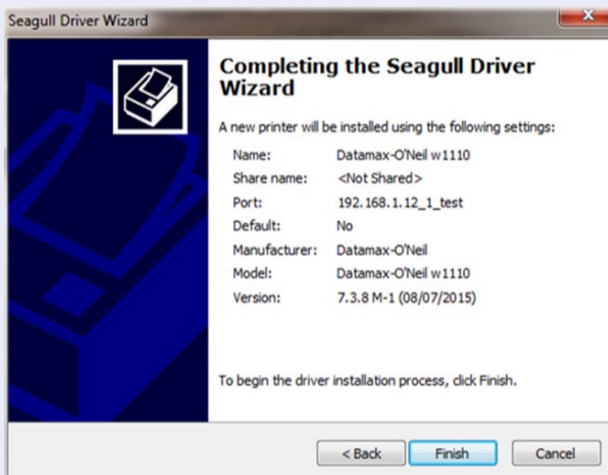 Seagull Driver Wizard
Completing the Seagull Driver
Wizard
A new printer will be installed using the following settings:
Name: Datamax-O'Neil w1110
Share name: <Not Shared>
Port: 192.168.1.12_1_test
Default: No
Manufacturer: Datamax-O'Neil
Model: Datamax-O'Neil w1110
Version: 7.3.8 M-1 (08/07/2015)
To begin the driver installation process, click Finish.
< Back Finish Cancel